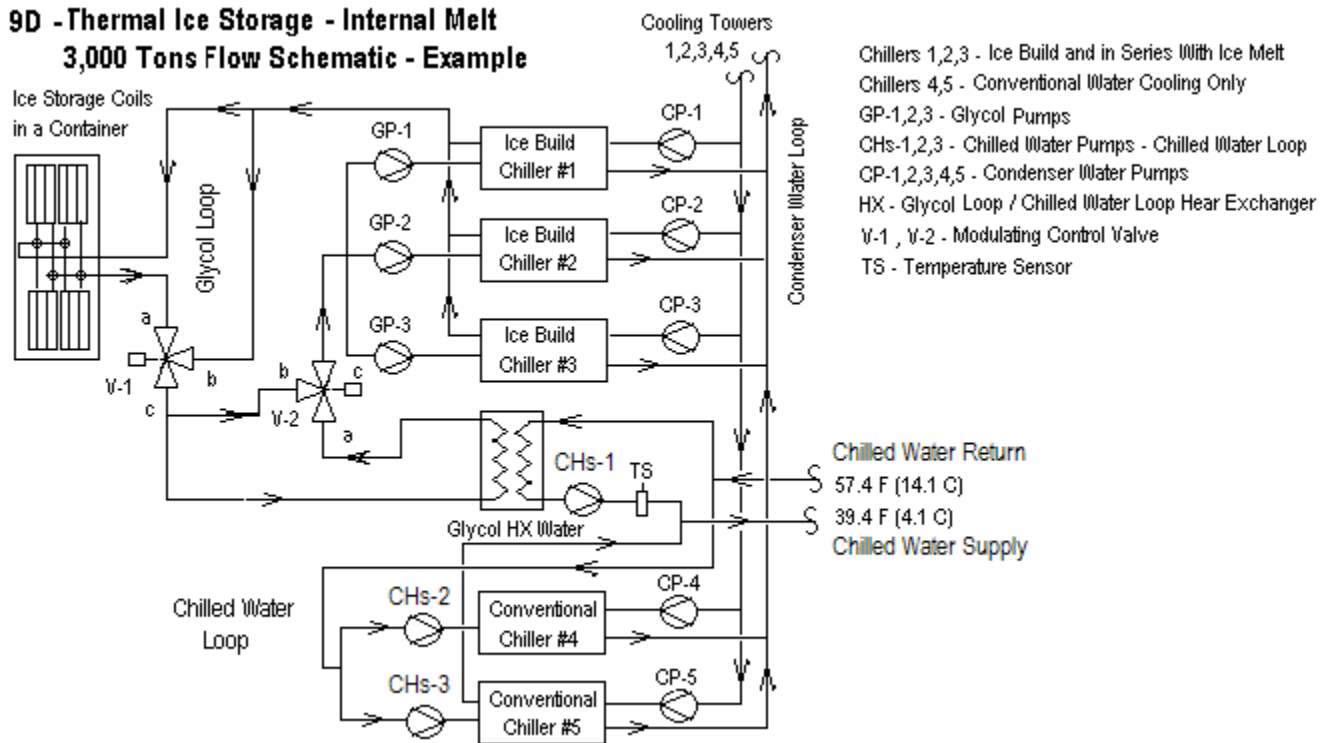 9D - Thermal Ice Storage - Internal Melt
3,000 Tons Flow Schematic - Example
Cooling Towers
1,2,3,4,5
Chillers 1,2,3 - Ice Build and in Series With Ice Melt
Chillers 4,5 - Conventional Water Cooling Only
GP-1,2,3 - Glycol Pumps
CHs-1,2,3 - Chilled Water Pumps - Chilled Water Loop
CP-1,2,3,4,5 - Condenser Water Pumps
HX - Glycol Loop / Chilled Water Loop Hear Exchanger
V-1 , V-2 - Modulating Control Valve
TS - Temperature Sensor
Ice Storage Coils
in a Container
Glycol Loop
GP-1
Ice Build
Chiller #1
CP-1
GP-2
Ice Build
Chiller #2
CP-2
GP-3
Ice Build
Chiller #3
CP-3
Condenser Water Loop
a
b
c
V-1
b
c
a
V-2
CHs-1
TS
Glycol HX Water
Chilled Water Return
57.4 F (14.1 C)
39.4 F (4.1 C)
Chilled Water Supply
Chilled Water
Loop
CHs-2
Conventional
Chiller #4
CP-4
CHs-3
Conventional
Chiller #5
CP-5